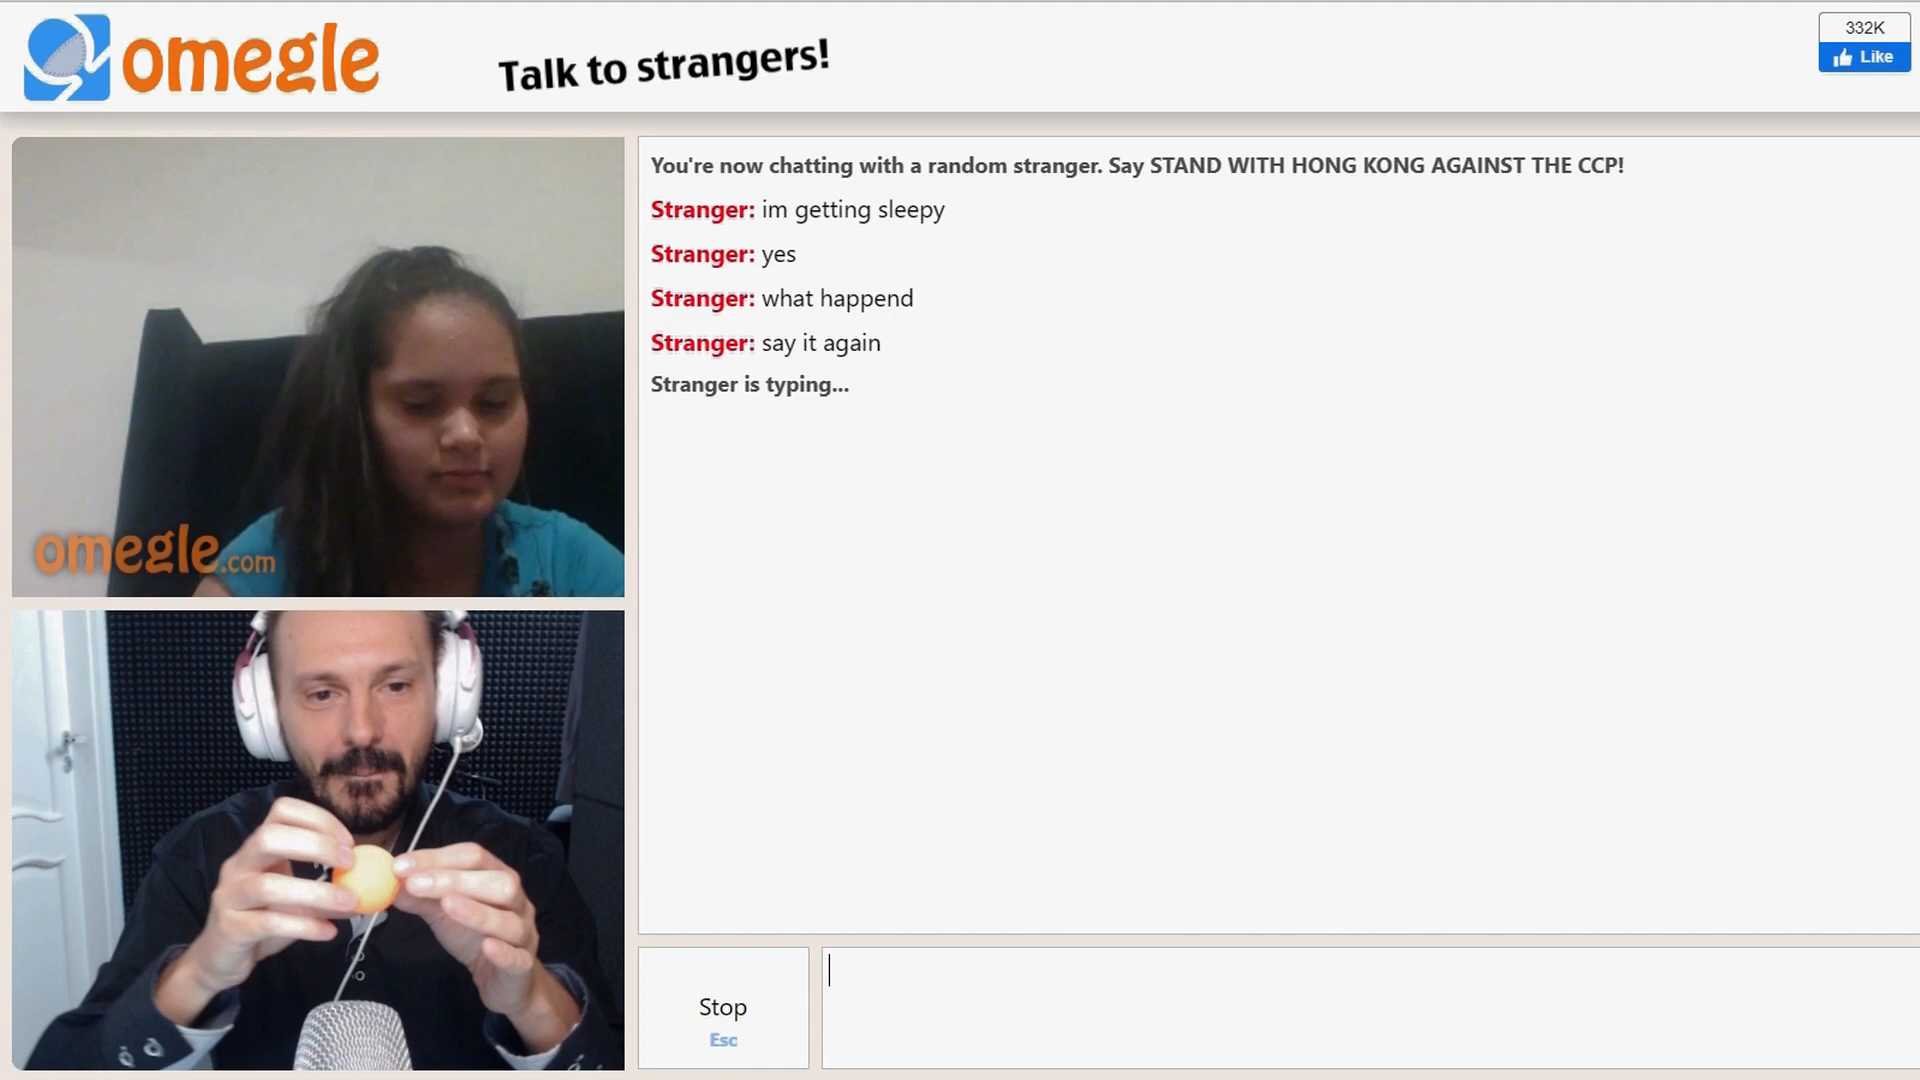 omegle
Talk to strangers!
332K
Like
You're now chatting with a random stranger. Say STAND WITH HONG KONG AGAINST THE CCP!
Stranger: im getting sleepy
Stranger: yes
Stranger: what happend
Stranger: say it again
Stranger is typing...
omegle.com
Stop
Esc